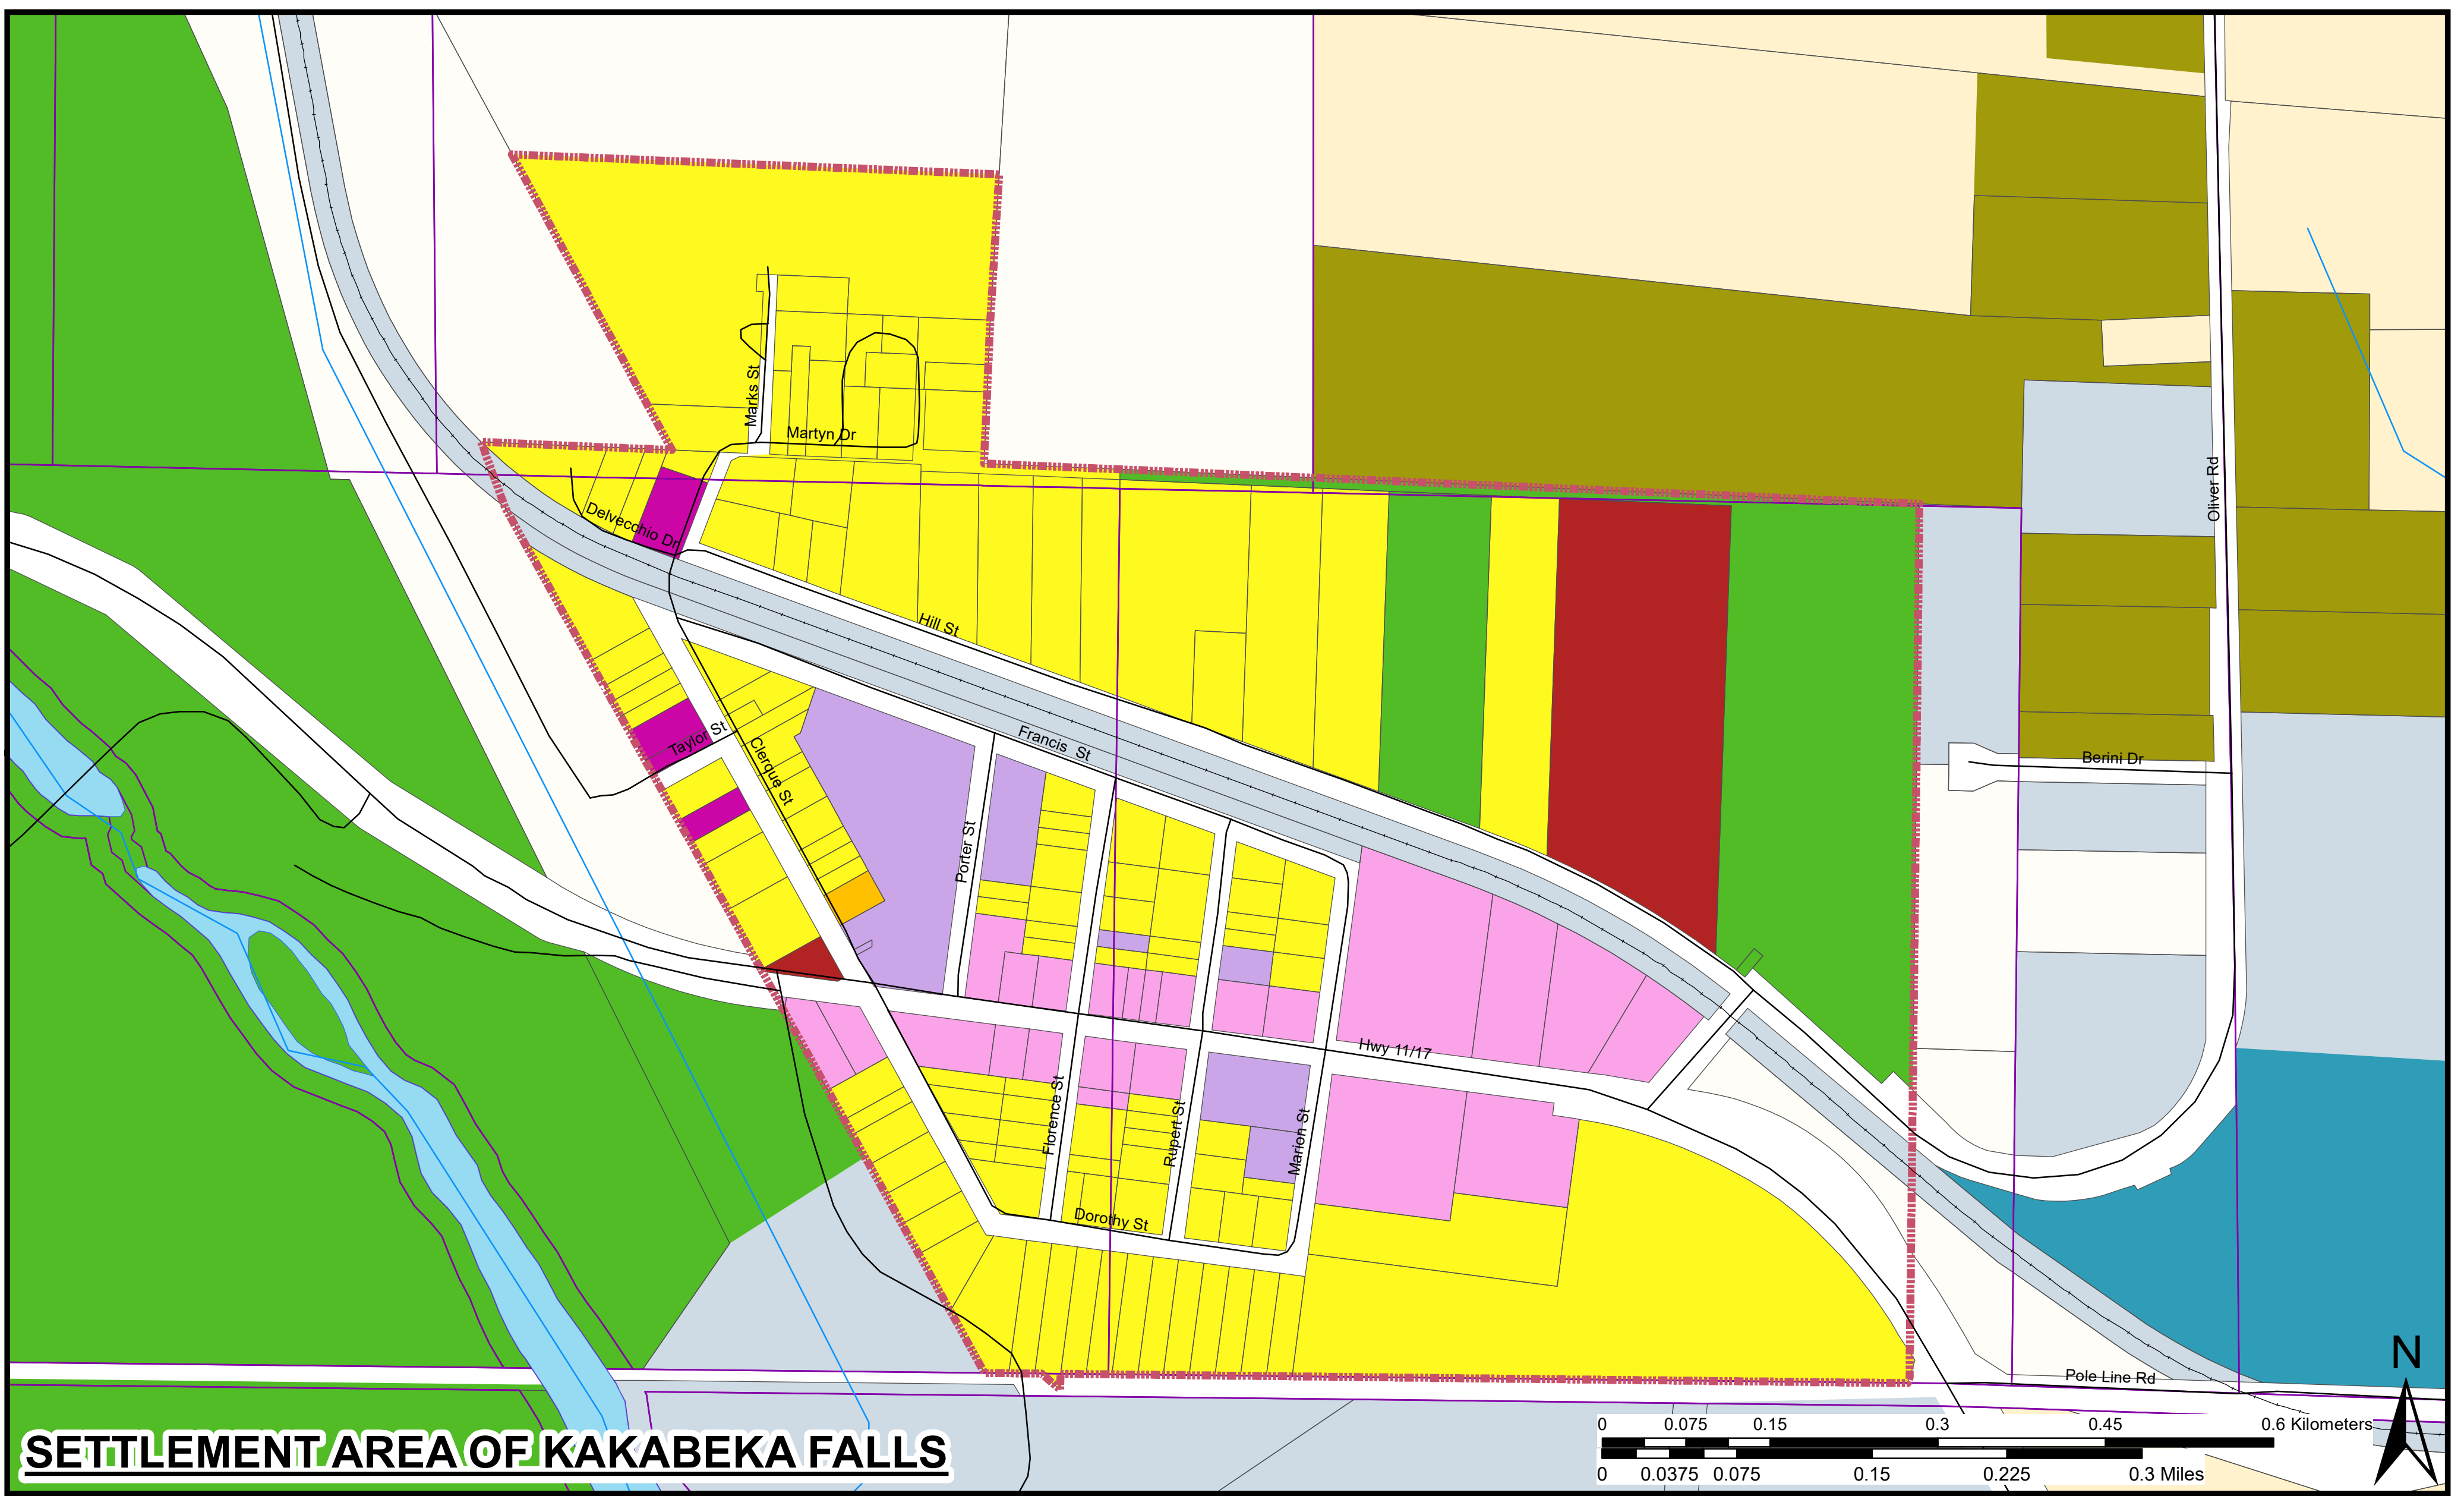 Marks St
Martyn Dr
Delvecchio Dr
Oliver Rd
Hill St
Taylor St
Clerque St
Francis St
Berini Dr
Porter St
Hwy 11/17
Florence St
Rupert St
Marion St
Dorothy St
Pole Line Rd
N
SETTLEMENT AREA OF KAKABEKA FALLS
0 0.075 0.15 0.3 0.45 0.6 Kilometers
0 0.0375 0.075 0.15 0.225 0.3 Miles